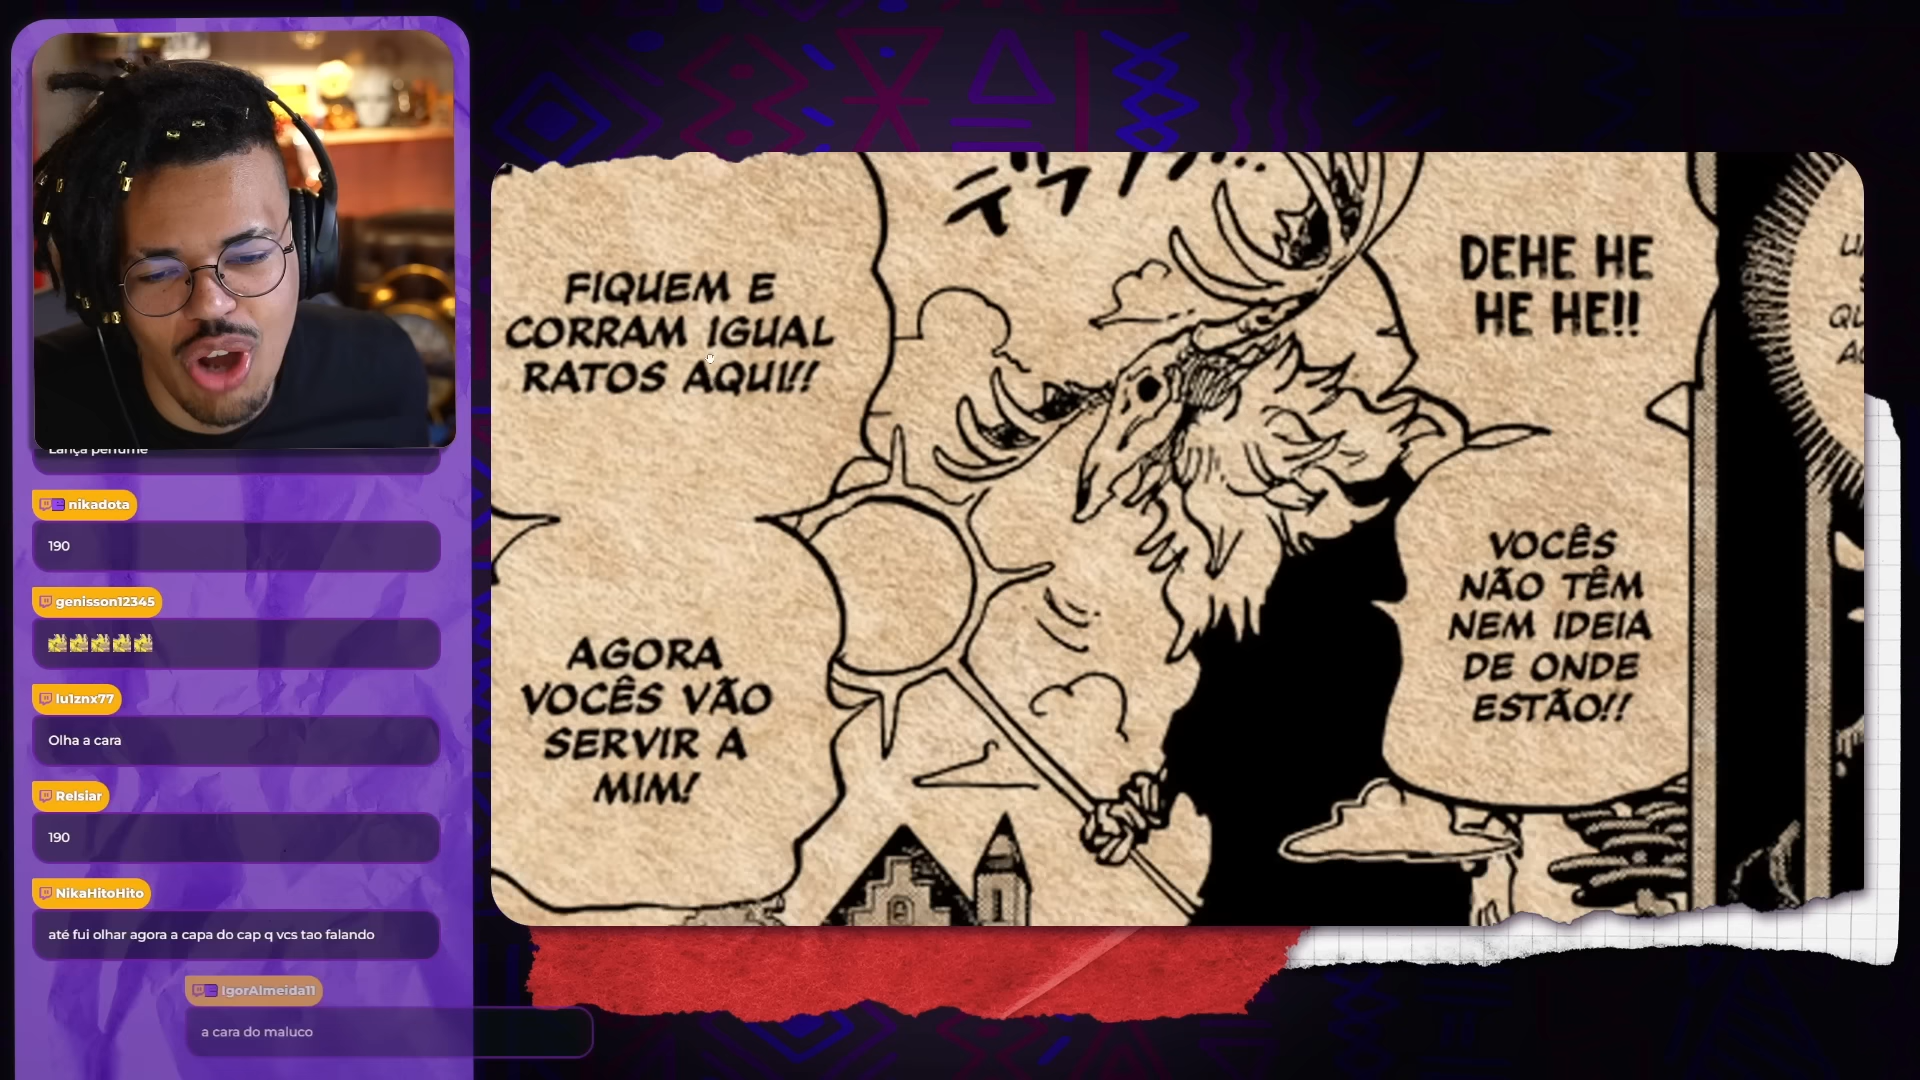 Lança perfume
nikadota
190
genisson12345
lu1znx77
Olha a cara
Relsiar
190
NikaHitoHito
até fui olhar agora a capa do cap q vcs tao falando
IgorAlmeida11
a cara do maluco
FIQUEM E
CORRAM IGUAL
RATOS AQUI!!
AGORA
VOCÊS VÃO
SERVIR A
MIM!
DEHE HE
HE HE!!
VOCÊS
NÃO TÊM
NEM IDEIA
DE ONDE
ESTÃO!!